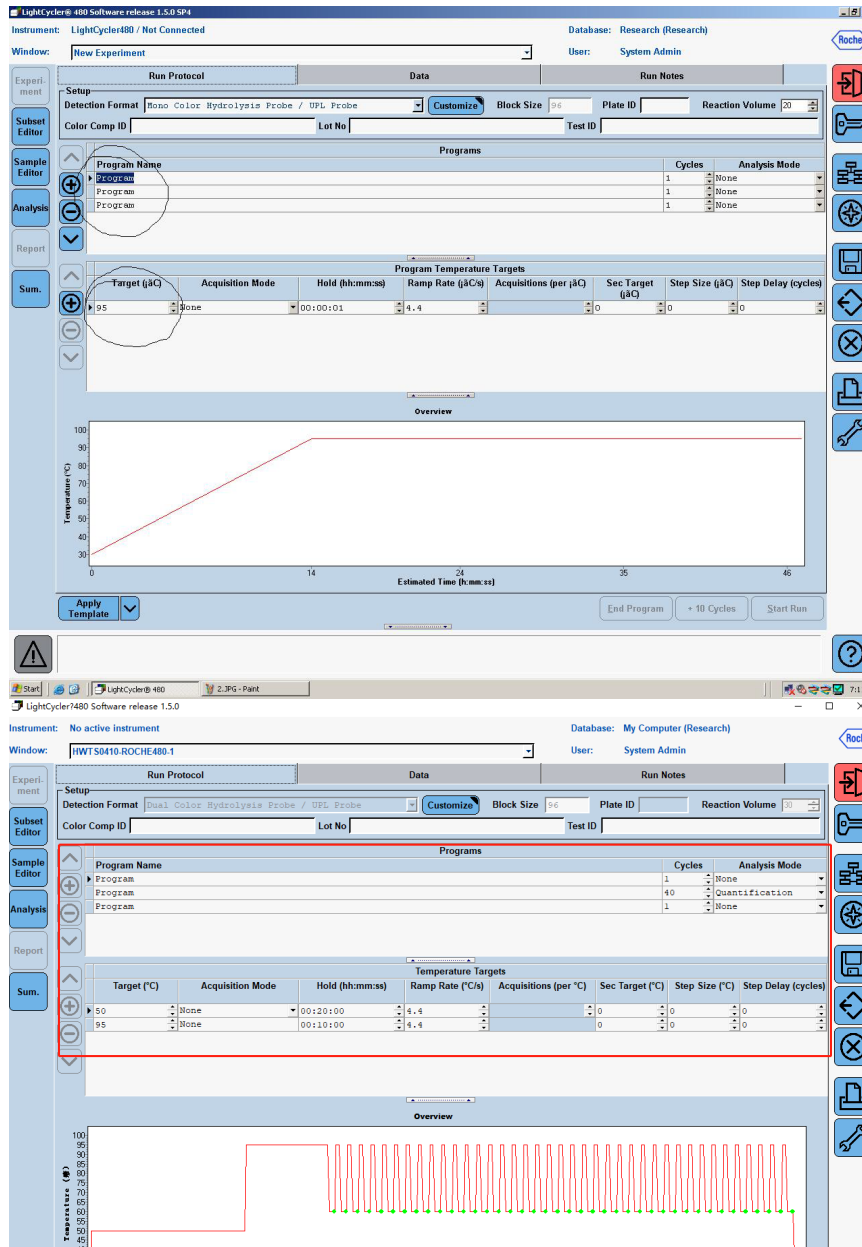 LightCycler® 480 Software release 1.5.0 SP4
Instrument: LightCycler480 / Not Connected Database: Research (Research)
Window: New Experiment User: System Admin
Roche
Experi-ment
Subset Editor
Sample Editor
Analysis
Report
Sum.
Run Protocol Data Run Notes
Setup
Detection Format Mono Color Hydrolysis Probe / UPL Probe Customize Block Size 96 Plate ID Reaction Volume 20
Color Comp ID Lot No Test ID
Programs
Program Name Cycles Analysis Mode
Program 1 None
Program 1 None
Program 1 None
Program Temperature Targets
Target (¡ãC) Acquisition Mode Hold (hh:mm:ss) Ramp Rate (¡ãC/s) Acquisitions (per ¡ãC) Sec Target (¡ãC) Step Size (¡ãC) Step Delay (cycles)
95 None 00:00:01 4.4 0 0 0
Overview
Temperature (°C)
100
90
80
70
60
50
40
30
0 14 24 35 46
Estimated Time (h:mm:ss)
Apply Template End Program + 10 Cycles Start Run
Start LightCycler® 480 2.JPG - Paint 7:1
LightCycler?480 Software release 1.5.0
Instrument: No active instrument Database: My Computer (Research)
Window: HWTS0410-ROCHE480-1 User: System Admin
Roc
Experi-ment
Subset Editor
Sample Editor
Analysis
Report
Sum.
Run Protocol Data Run Notes
Setup
Detection Format Dual Color Hydrolysis Probe / UPL Probe Customize Block Size 96 Plate ID Reaction Volume 30
Color Comp ID Lot No Test ID
Programs
Program Name Cycles Analysis Mode
Program 1 None
Program 40 Quantification
Program 1 None
Temperature Targets
Target (°C) Acquisition Mode Hold (hh:mm:ss) Ramp Rate (°C/s) Acquisitions (per °C) Sec Target (°C) Step Size (°C) Step Delay (cycles)
50 None 00:20:00 4.4 0 0 0
95 None 00:10:00 4.4 0 0 0
Overview
Temperature
100
95
90
85
80
75
70
65
60
55
50
45